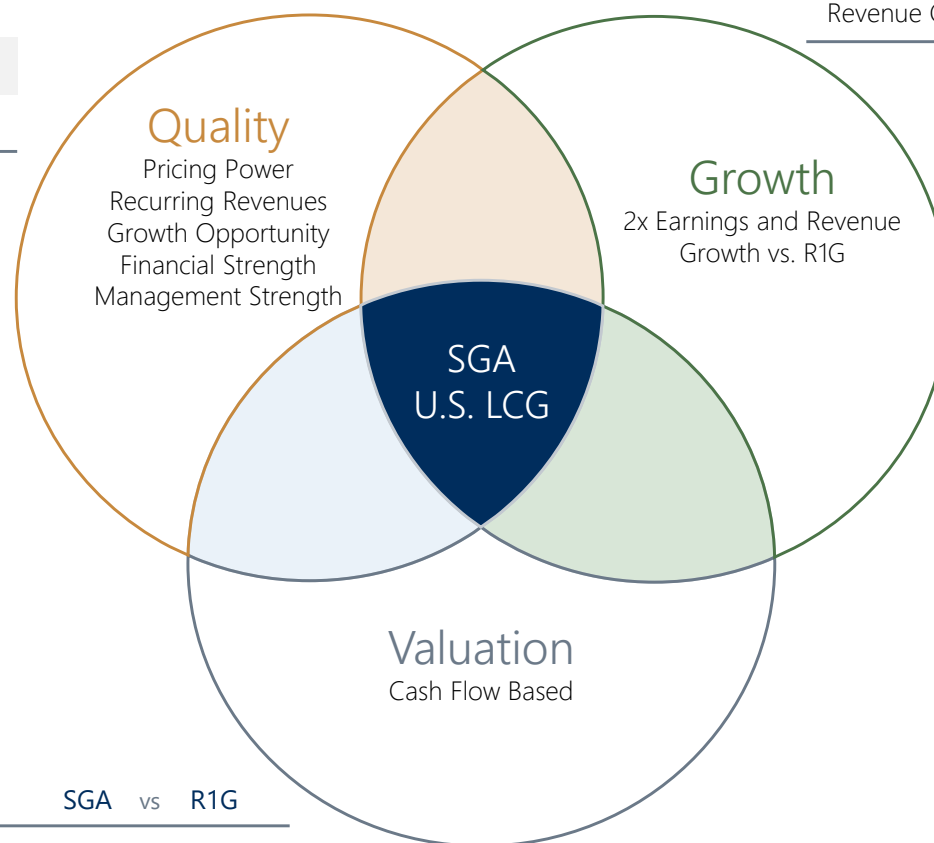 Revenue
Quality
Pricing Power
Recurring Revenues
Growth Opportunity
Financial Strength
Management Strength
Growth
2x Earnings and Revenue
Growth vs. R1G
SGA
U.S. LCG
Valuation
Cash Flow Based
SGA vs R1G